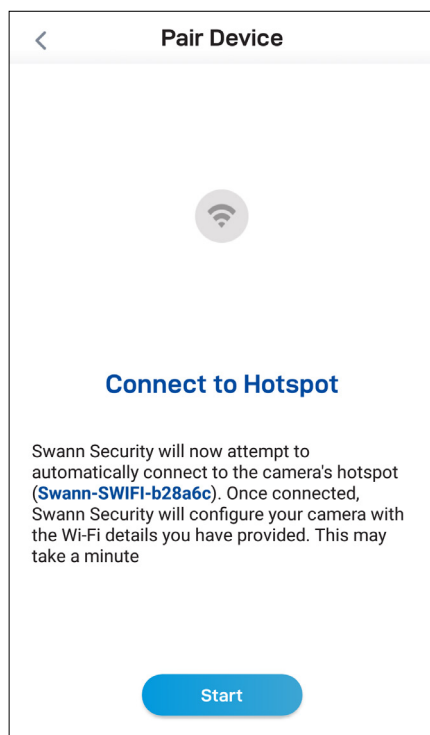 Pair Device
Connect to Hotspot
Swann Security will now attempt to
automatically connect to the camera's hotspot
(Swann-SWIFI-b28a6c). Once connected,
Swann Security will configure your camera with
the Wi-Fi details you have provided. This may
take a minute
Start